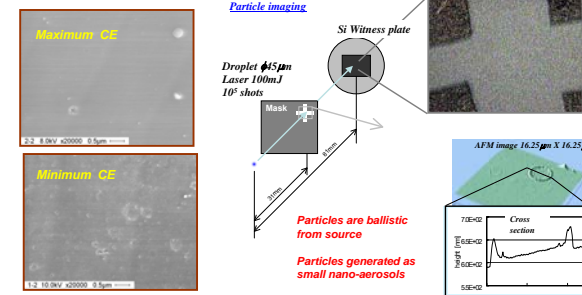 Particle imaging
Maximum CE
2-2 8.0kV x20000 0.5µm
Minimum CE
1-2 10.0kV x20000 0.5µm
Si Witness plate
Droplet ϕ45µm
Laser 100mJ
10⁵ shots
Mask
31mm
81mm
Particles are ballistic
from source
Particles generated as
small nano-aerosols
AFM image 16.25µm X 16.25
Cross
section
height [nm]
7.0E+02
6.5E+02
6.0E+02
5.5E+02